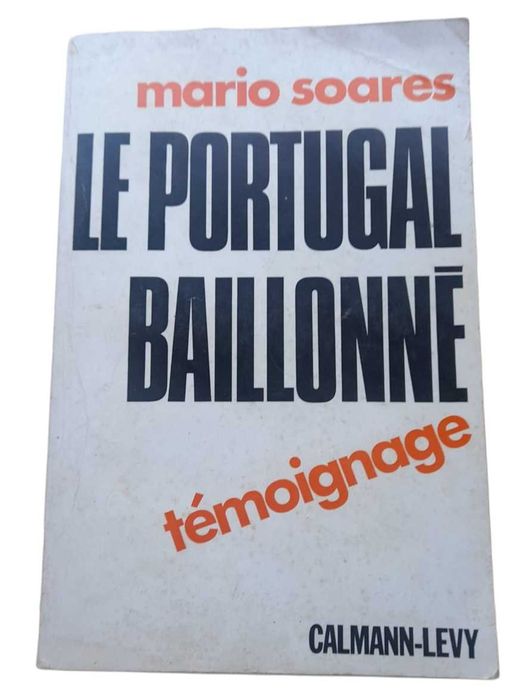 mario soares
LE PORTUGAL
BAILLONNÉ
témoignage
CALMANN-LEVY